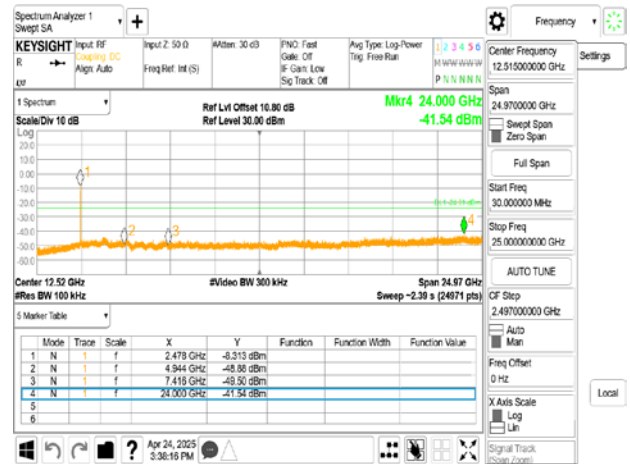 Spectrum Analyzer 1
Swept SA
Frequency
KEYSIGHT Input: RF
Coupling: DC
Align: Auto
Input Z: 50 Ω
Freq Ref: Int (S)
#Atten: 30 dB
PNO: Fast
Gate: Off
IF Gain: Low
Sig Track: Off
Avg Type: Log-Power
Trig: Free Run
1 2 3 4 5 6
M W W W W W
P N N N N N
R
Center Frequency
12.515000000 GHz
Settings
Span
24.9700000 GHz
Swept Span
Zero Span
Full Span
Start Freq
30.000000 MHz
Stop Freq
25.000000000 GHz
AUTO TUNE
CF Step
2.497000000 GHz
Auto
Man
Freq Offset
0 Hz
X Axis Scale
Log
Lin
Signal Track
(Span Zoom)
Local
1 Spectrum
Scale/Div 10 dB
Ref Lvl Offset 10.80 dB
Ref Level 30.00 dBm
Mkr4 24.000 GHz
-41.54 dBm
Log
20.0
10.0
0.00
-10.0
-20.0
-30.0
-40.0
-50.0
-60.0
1
2
3
4
Center 12.52 GHz
#Res BW 100 kHz
#Video BW 300 kHz
Span 24.97 GHz
Sweep ~2.39 s (24971 pts)
5 Marker Table
Mode Trace Scale X Y Function Function Width Function Value
1 N 1 f 2.478 GHz -8.313 dBm
2 N 1 f 4.944 GHz -48.88 dBm
3 N 1 f 7.416 GHz -49.50 dBm
4 N 1 f 24.000 GHz -41.54 dBm
5
6
Apr 24, 2025
3:38:16 PM